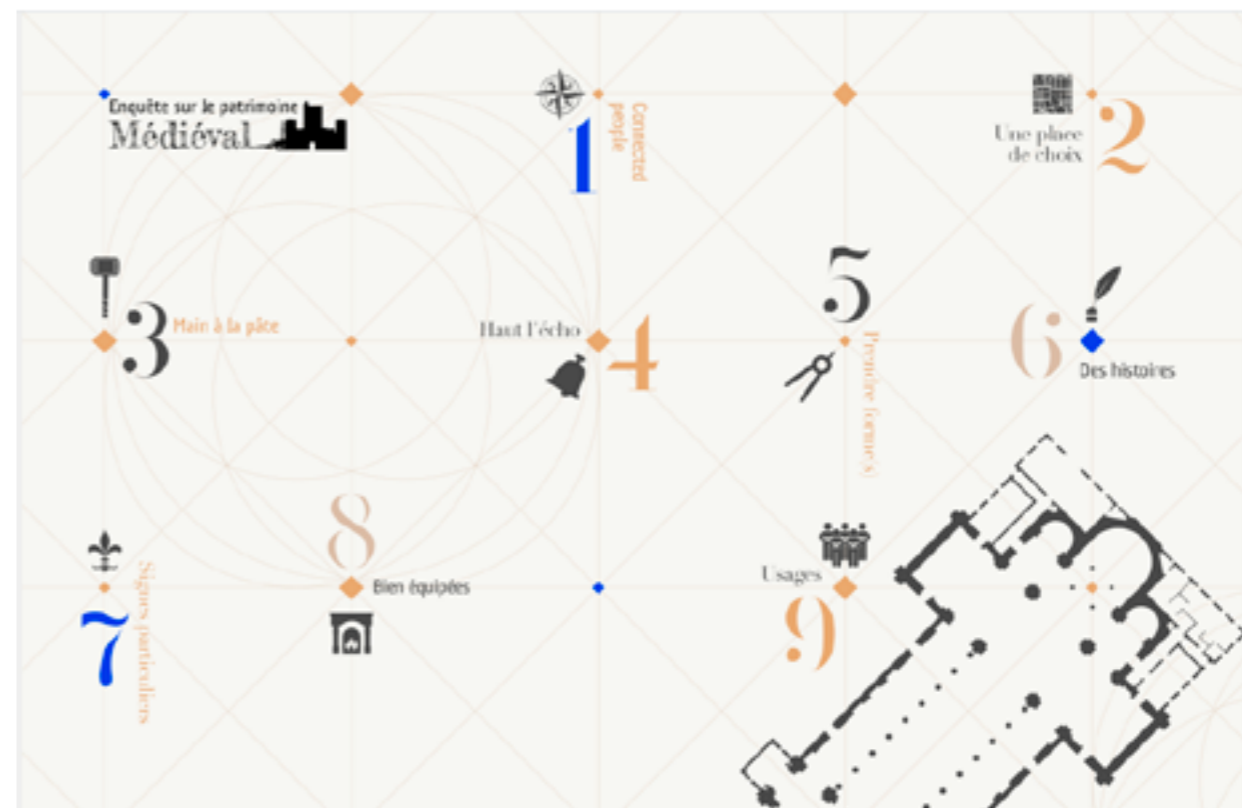 Enquête sur le patrimoine
Médiéval
1
Connected
people
Une place
de choix
2
3
Main à la pâte
Haut l'écho
4
5
Prendre forme(s)
6
Des histoires
7
Signes particuliers
8
Bien équipées
Usages
9